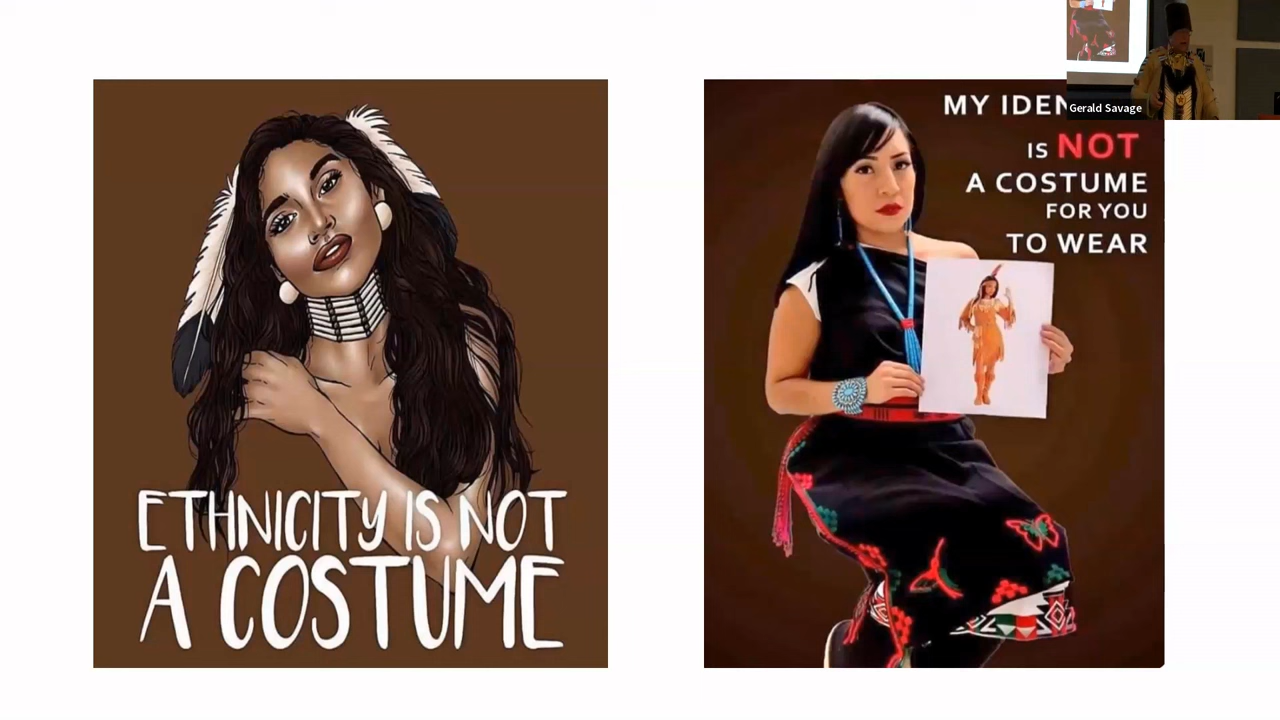 ETHNICITY IS NOT
A COSTUME
MY IDEN
IS NOT
A COSTUME
FOR YOU
TO WEAR
Gerald Savage